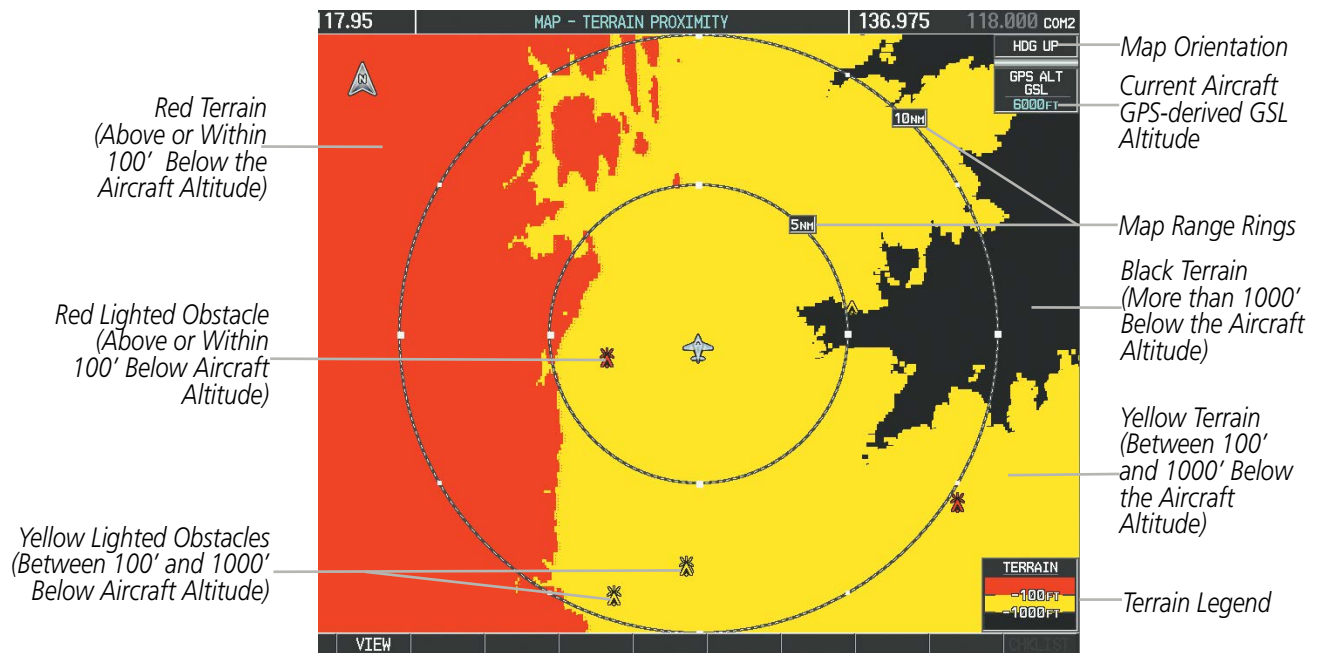 117.95 MAP - TERRAIN PROXIMITY 136.975 118.000 COM2
HDG UP
GPS ALT
GSL
6000FT
N
10NM
5NM
TERRAIN
-100FT
-1000FT
VIEW
CHKLIST
Red Terrain
(Above or Within
100' Below the
Aircraft Altitude)
Red Lighted Obstacle
(Above or Within
100' Below Aircraft
Altitude)
Yellow Lighted Obstacles
(Between 100' and 1000'
Below Aircraft Altitude)
Map Orientation
Current Aircraft
GPS-derived GSL
Altitude
Map Range Rings
Black Terrain
(More than 1000'
Below the Aircraft
Altitude)
Yellow Terrain
(Between 100'
and 1000' Below
the Aircraft
Altitude)
Terrain Legend